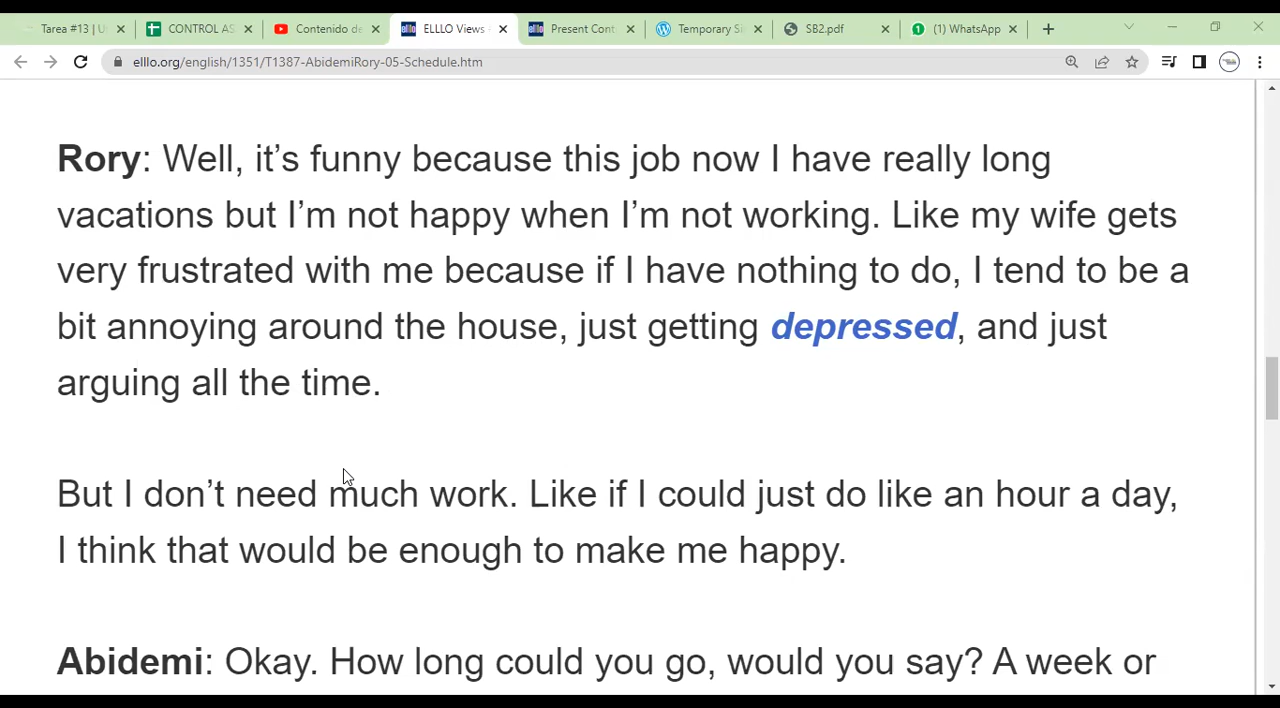 Tarea #13 | U
CONTROL AS
Contenido de
ELLLO Views -
Present Cont
Temporary Si
SB2.pdf
(1) WhatsApp
elllo.org/english/1351/T1387-AbidemiRory-05-Schedule.htm
Rory: Well, it’s funny because this job now I have really long
vacations but I’m not happy when I’m not working. Like my wife gets
very frustrated with me because if I have nothing to do, I tend to be a
bit annoying around the house, just getting depressed, and just
arguing all the time.
But I don’t need much work. Like if I could just do like an hour a day,
I think that would be enough to make me happy.
Abidemi: Okay. How long could you go, would you say? A week or